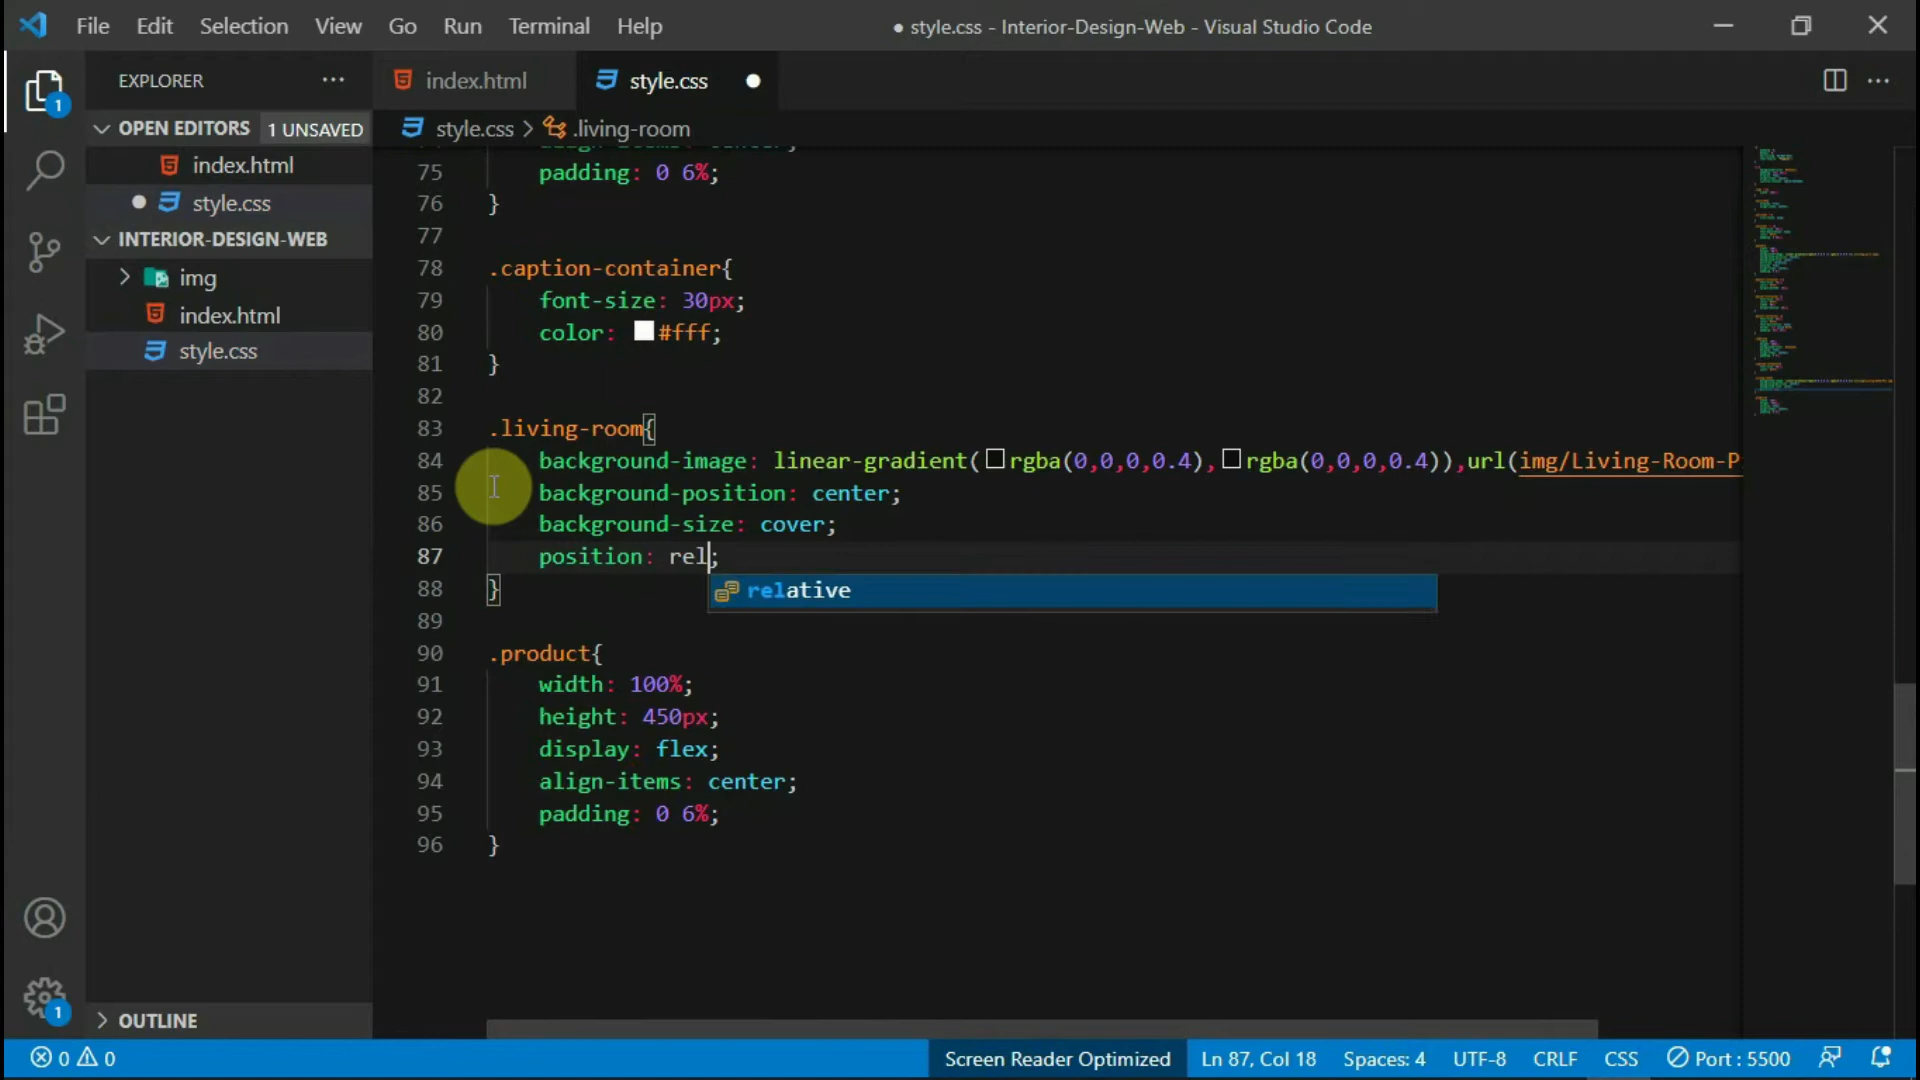 File Edit Selection View Go Run Terminal Help
● style.css - Interior-Design-Web - Visual Studio Code
EXPLORER
index.html
style.css
OPEN EDITORS 1 UNSAVED
style.css > .living-room
index.html
style.css
INTERIOR-DESIGN-WEB
img
index.html
style.css
75 padding: 0 6%;
76 }
77
78 .caption-container{
79 font-size: 30px;
80 color: #fff;
81 }
82
83 .living-room{
84 background-image: linear-gradient(rgba(0,0,0,0.4),rgba(0,0,0,0.4)),url(img/Living-Room-P
85 background-position: center;
86 background-size: cover;
87 position: rel;
88 }
relative
89
90 .product{
91 width: 100%;
92 height: 450px;
93 display: flex;
94 align-items: center;
95 padding: 0 6%;
96 }
1
1
OUTLINE
0 0
Screen Reader Optimized Ln 87, Col 18 Spaces: 4 UTF-8 CRLF CSS Port : 5500